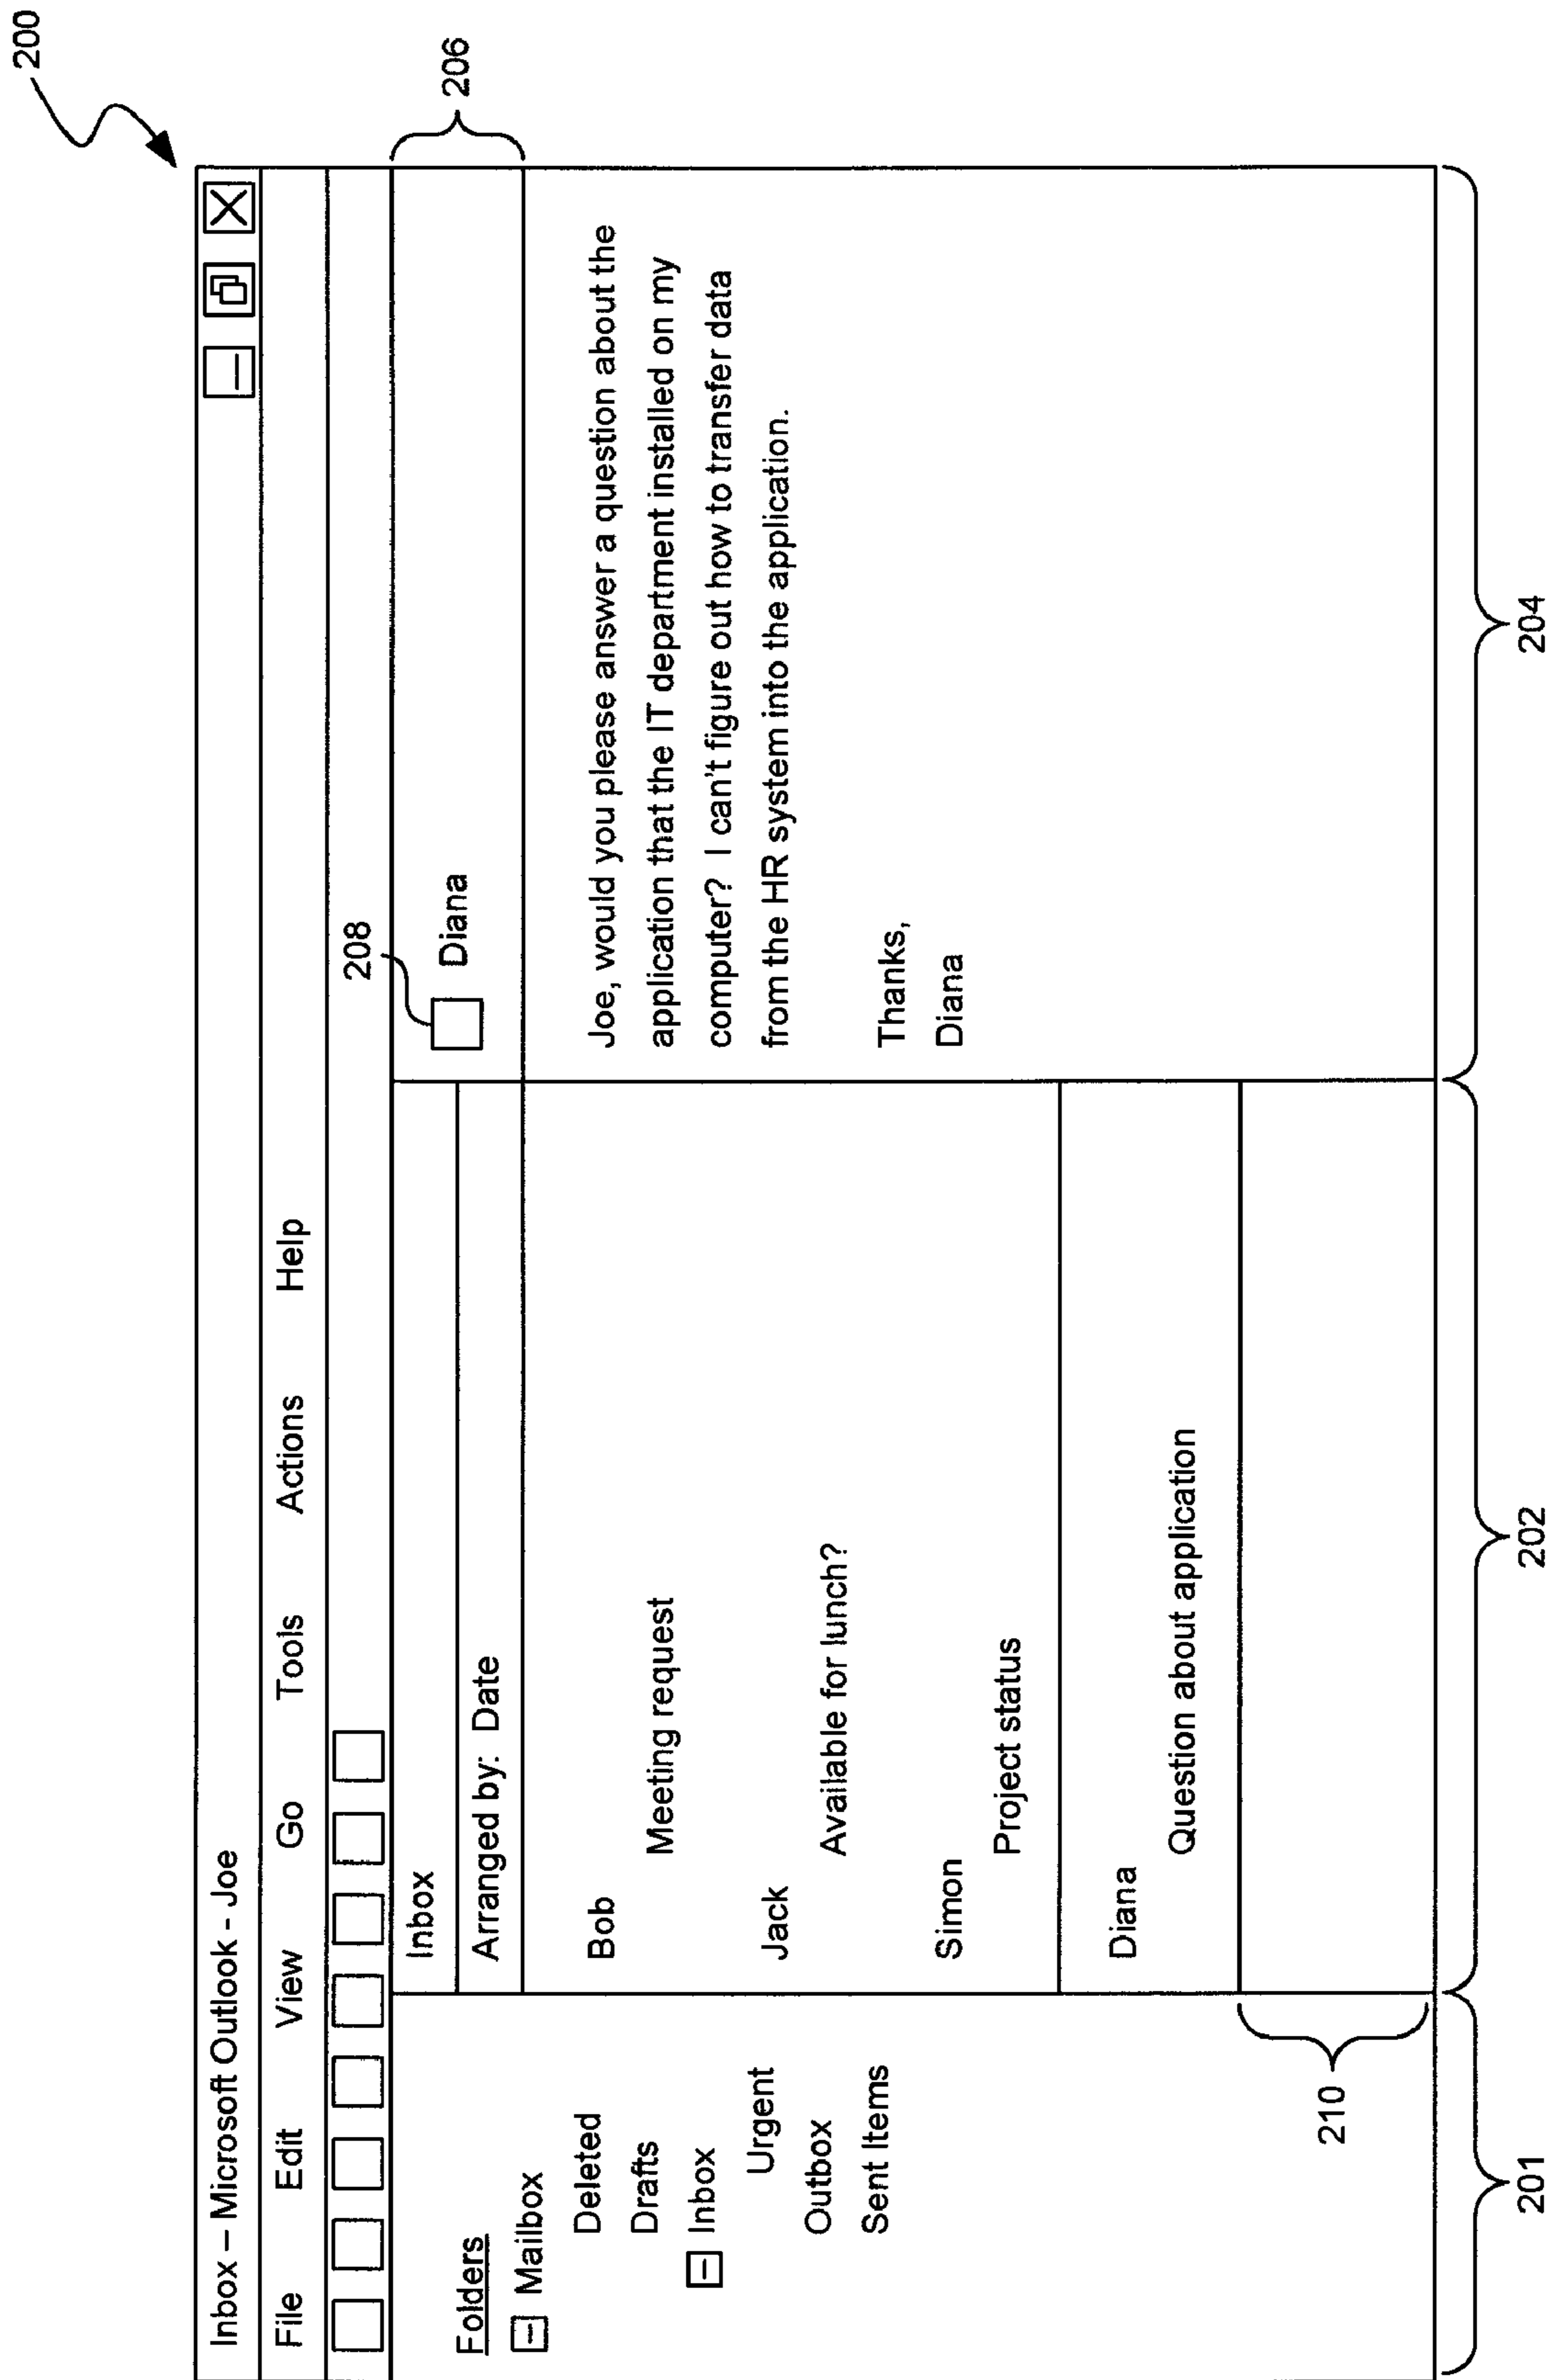 200
Inbox – Microsoft Outlook - Joe
File Edit View Go Tools Actions Help
208
206
Folders
Mailbox
Deleted
Drafts
Inbox
Urgent
Outbox
Sent Items
210
Inbox
Arranged by: Date
Bob
Meeting request
Jack
Available for lunch?
Simon
Project status
Diana
Question about application
Diana
Joe, would you please answer a question about the
application that the IT department installed on my
computer? I can't figure out how to transfer data
from the HR system into the application.
Thanks,
Diana
201
202
204